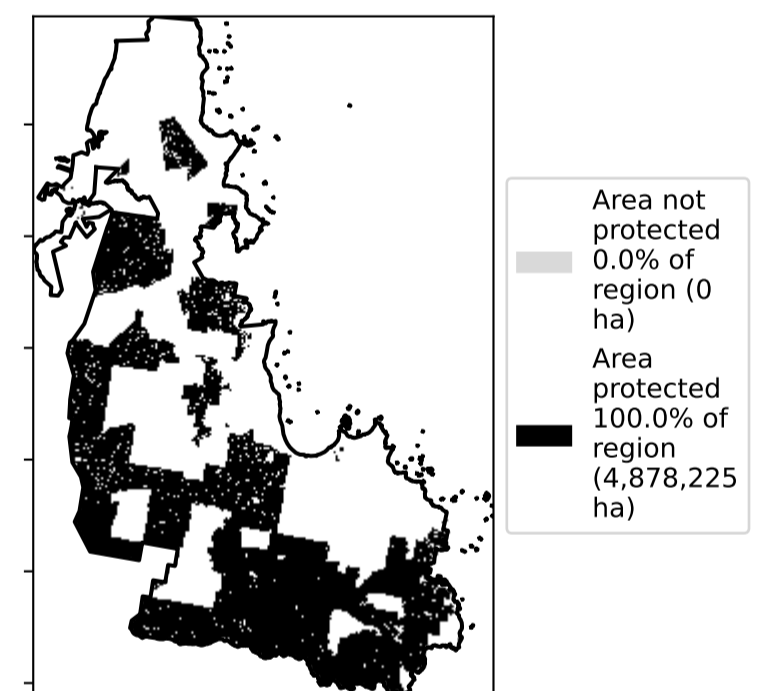 Area not
protected
0.0% of
region (0
ha)
Area
protected
100.0% of
region
(4,878,225
ha)